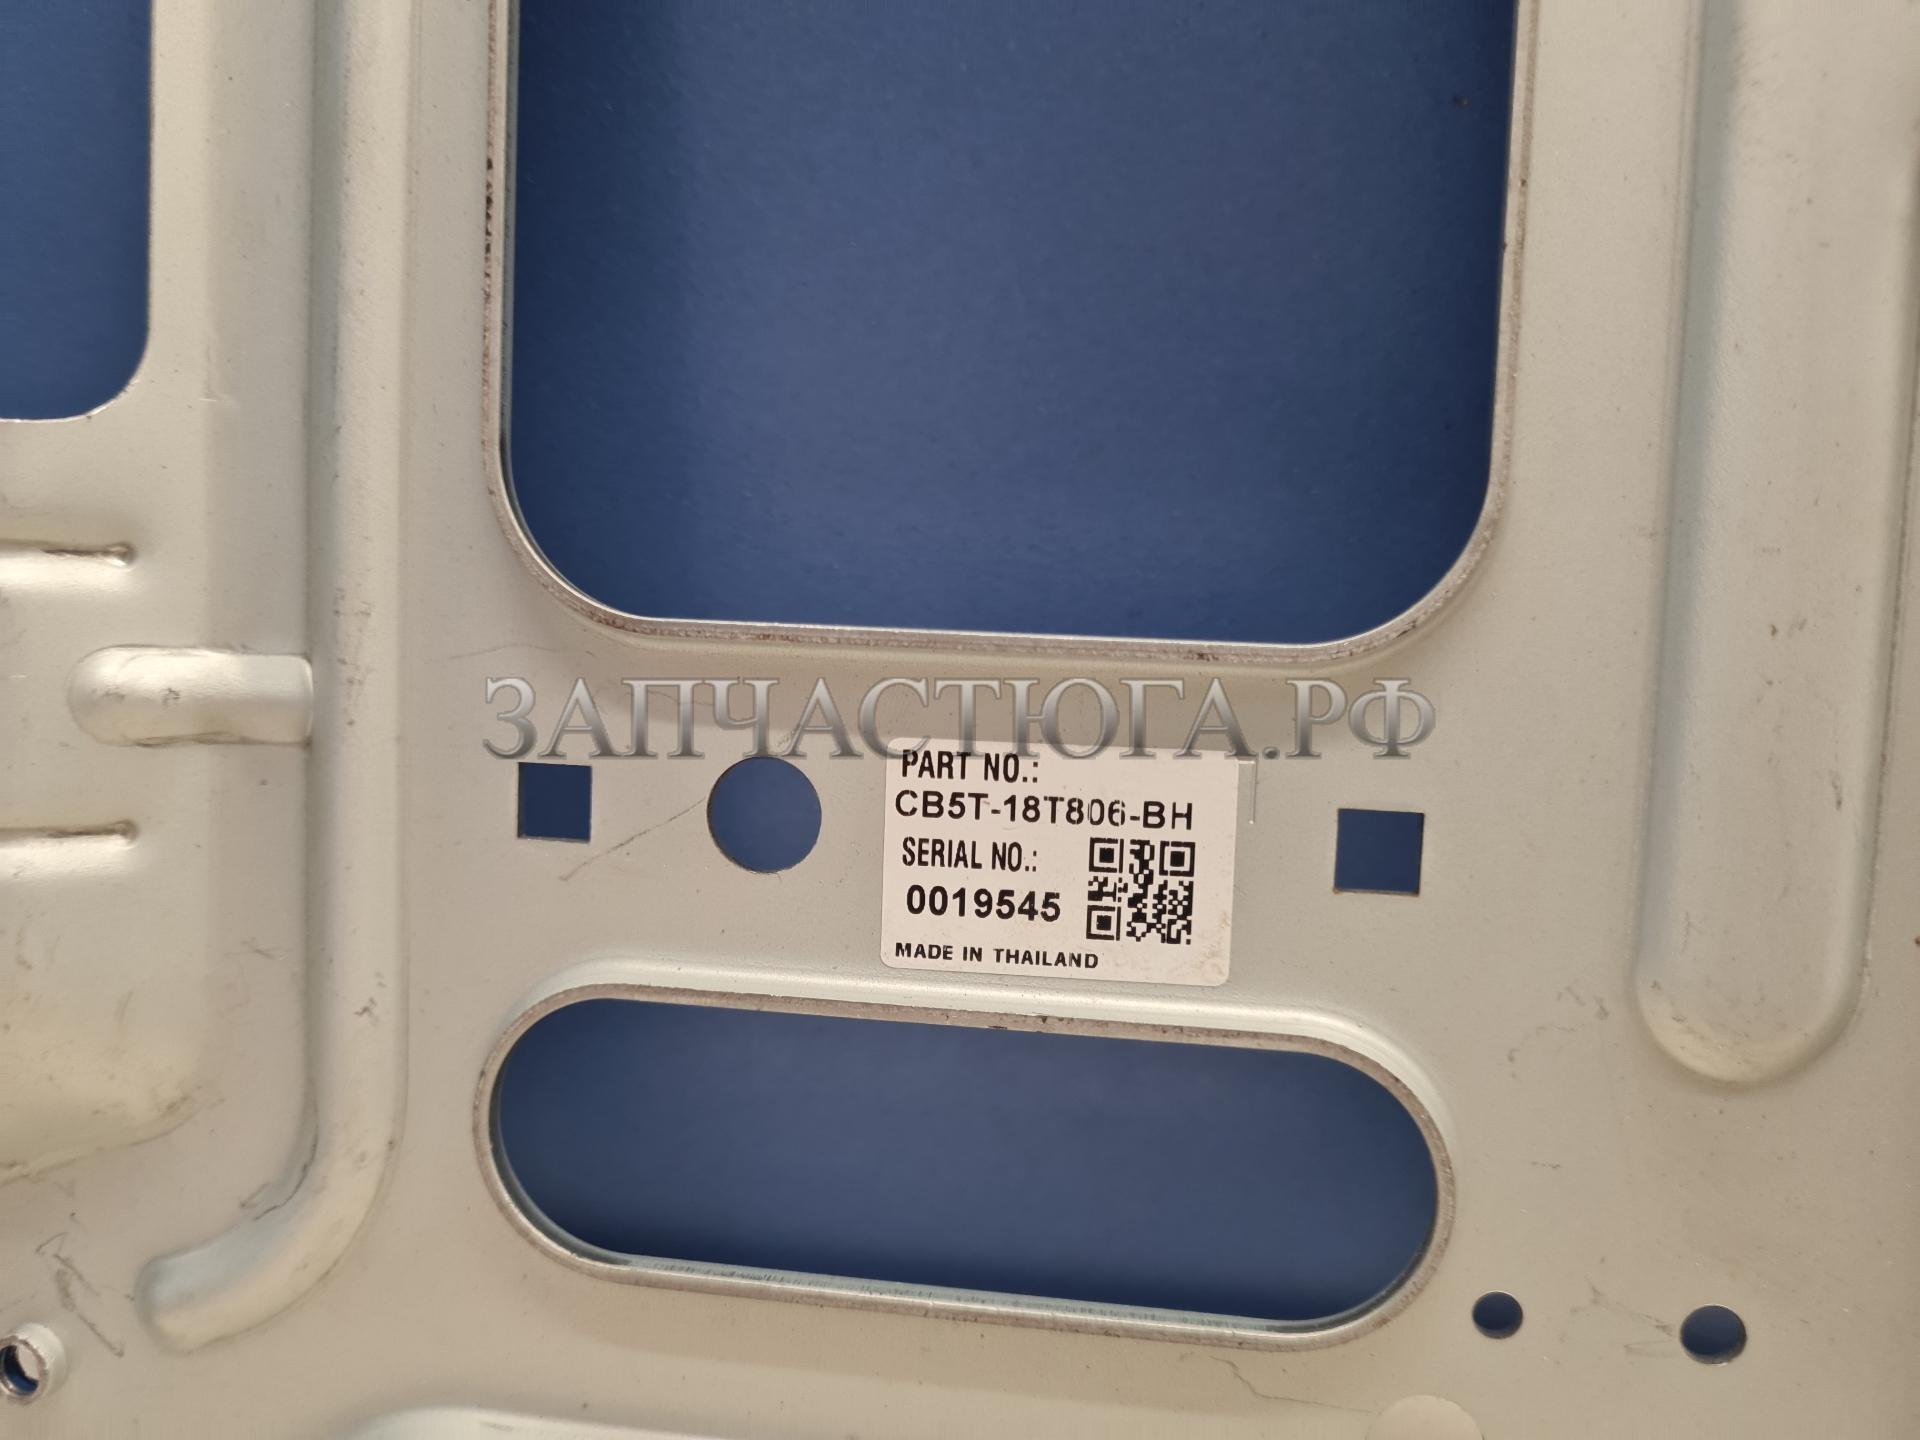 ЗАПЧАСТЮГА.РФ
PART NO.:
CB5T-18T806-BH
SERIAL NO.:
0019545
MADE IN THAILAND